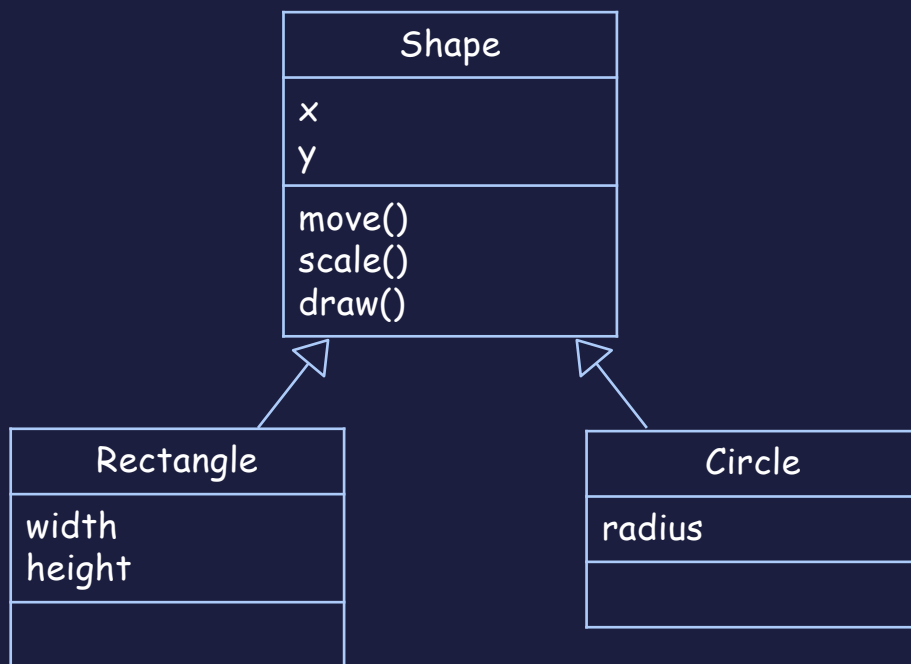 Shape
x
y
move()
scale()
draw()
Rectangle
width
height
Circle
radius